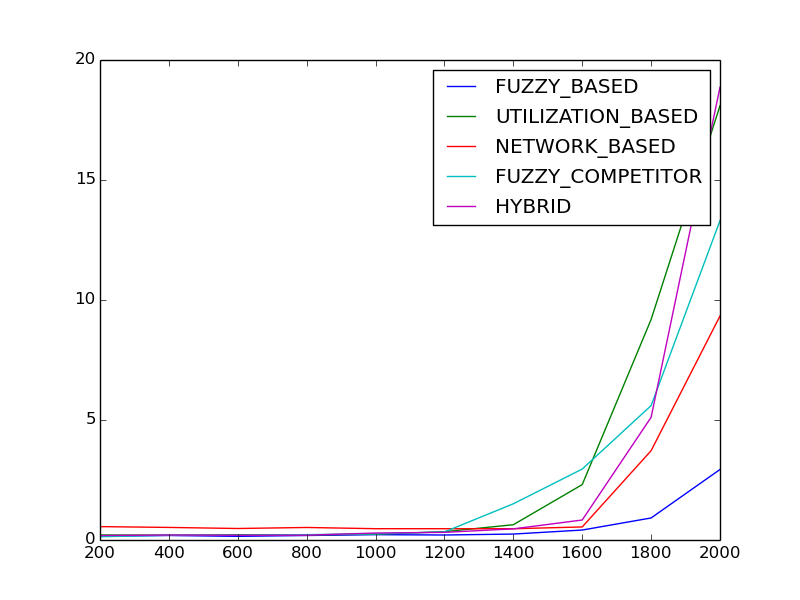 20
15
10
5
0
FUZZY_BASED
UTILIZATION_BASED
NETWORK_BASED
FUZZY_COMPETITOR
HYBRID
200 400 600 800 1000 1200 1400 1600 1800 2000